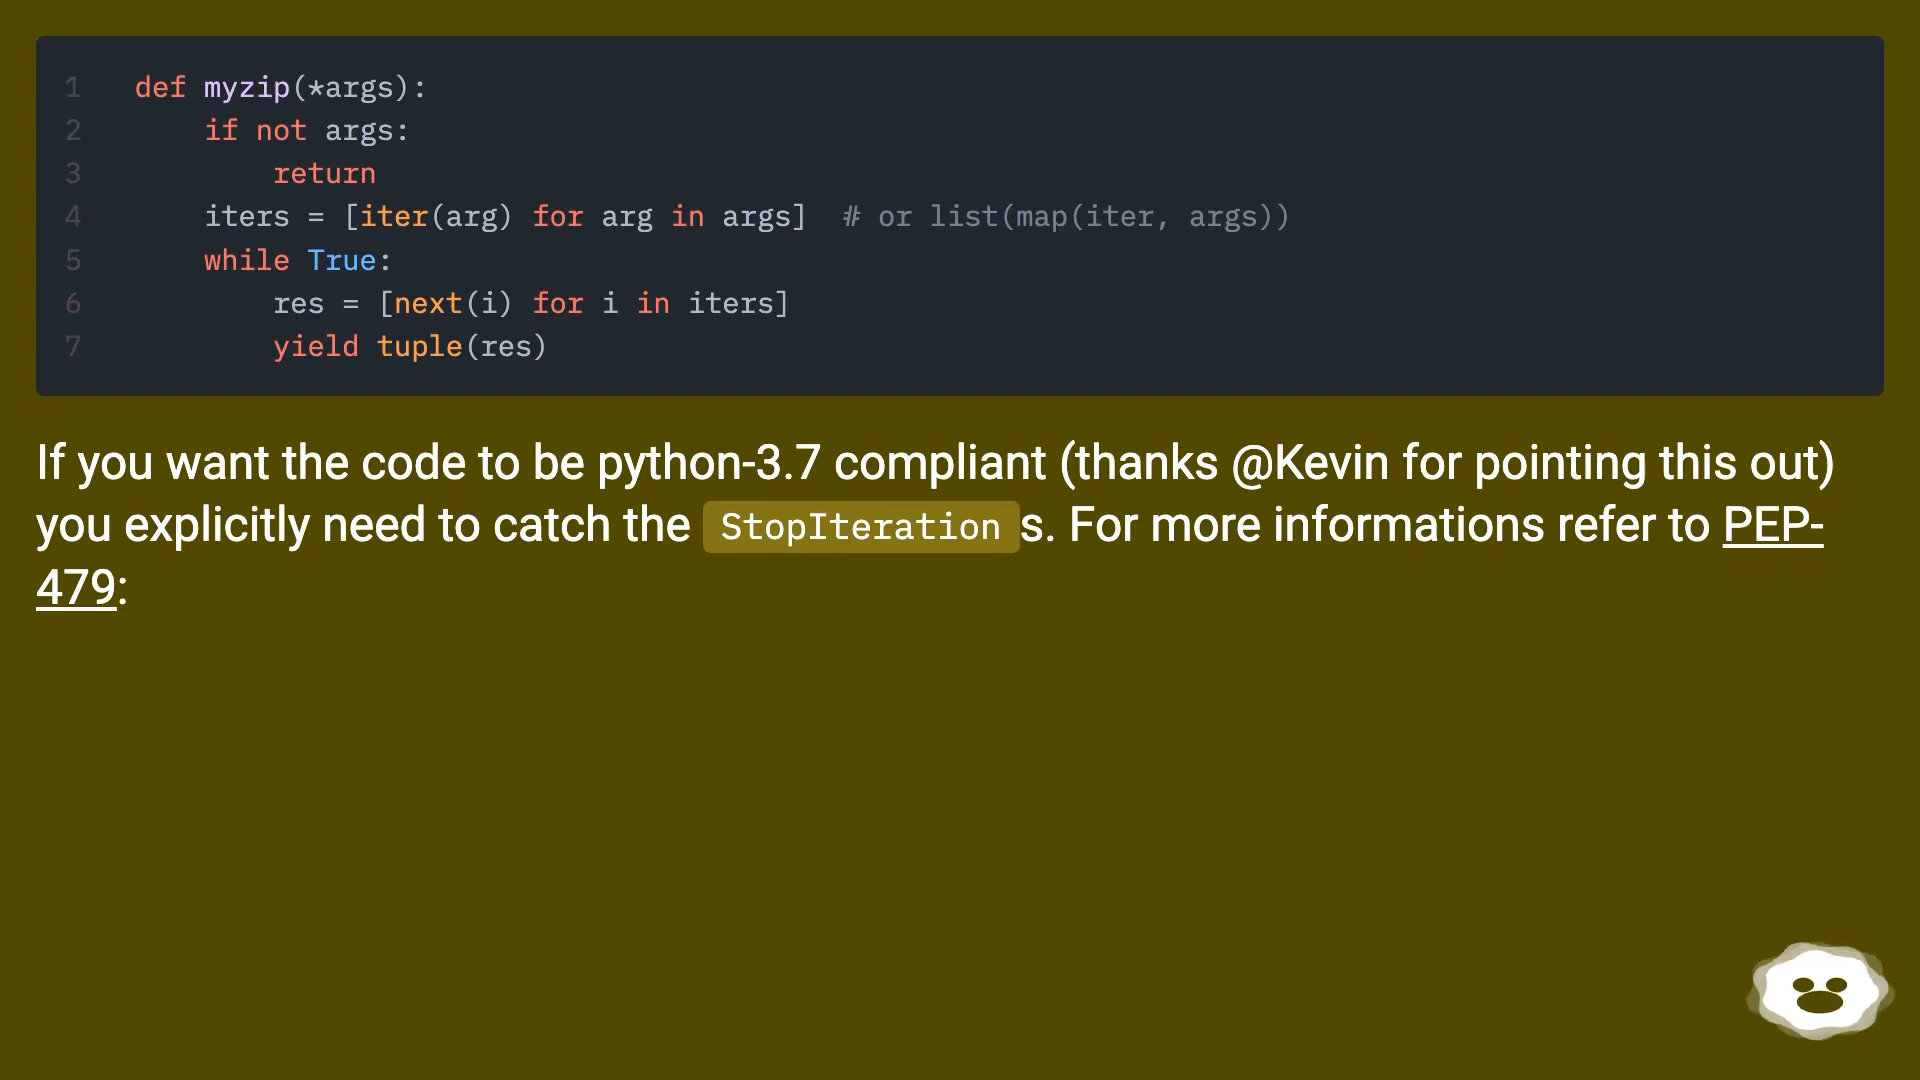 1 def myzip(*args):
2     if not args:
3         return
4     iters = [iter(arg) for arg in args]  # or list(map(iter, args))
5     while True:
6         res = [next(i) for i in iters]
7         yield tuple(res)
If you want the code to be python-3.7 compliant (thanks @Kevin for pointing this out)
you explicitly need to catch the StopIteration s. For more informations refer to PEP-
479: